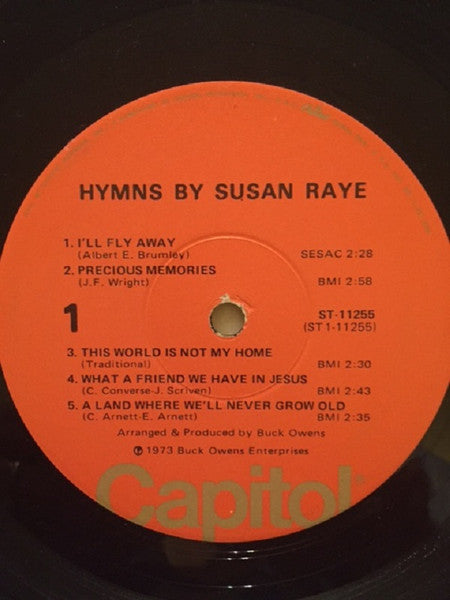 HYMNS BY SUSAN RAYE
1. I'LL FLY AWAY
(Albert E. Brumley) SESAC 2:28
2. PRECIOUS MEMORIES
(J.F. Wright) BMI 2:58
1 ST-11255
(ST1-11255)
3. THIS WORLD IS NOT MY HOME
(Traditional) BMI 2:30
4. WHAT A FRIEND WE HAVE IN JESUS
(C. Converse-J. Scriven) BMI 2:43
5. A LAND WHERE WE'LL NEVER GROW OLD
(C. Arnett-E. Arnett) BMI 2:35
Arranged & Produced by Buck Owens
℗ 1973 Buck Owens Enterprises
Capitol®